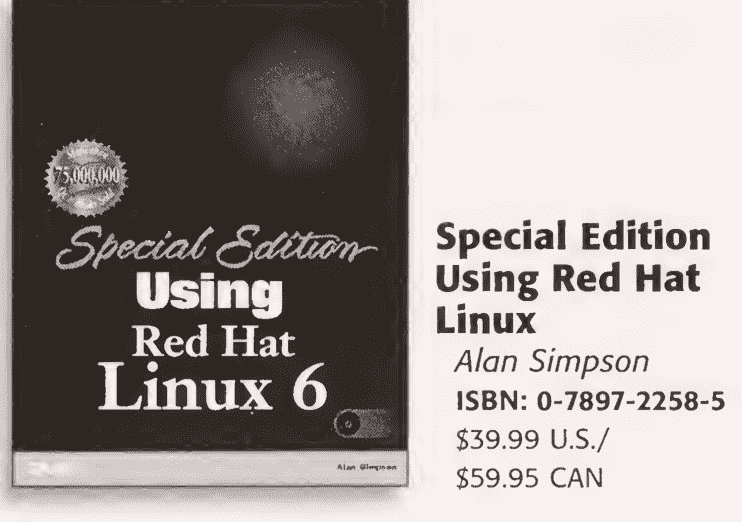 75,000,000
Special Edition
Using
Red Hat
Linux 6
Alan Simpson
Special Edition
Using Red Hat
Linux
Alan Simpson
ISBN: 0-7897-2258-5
$39.99 U.S./
$59.95 CAN